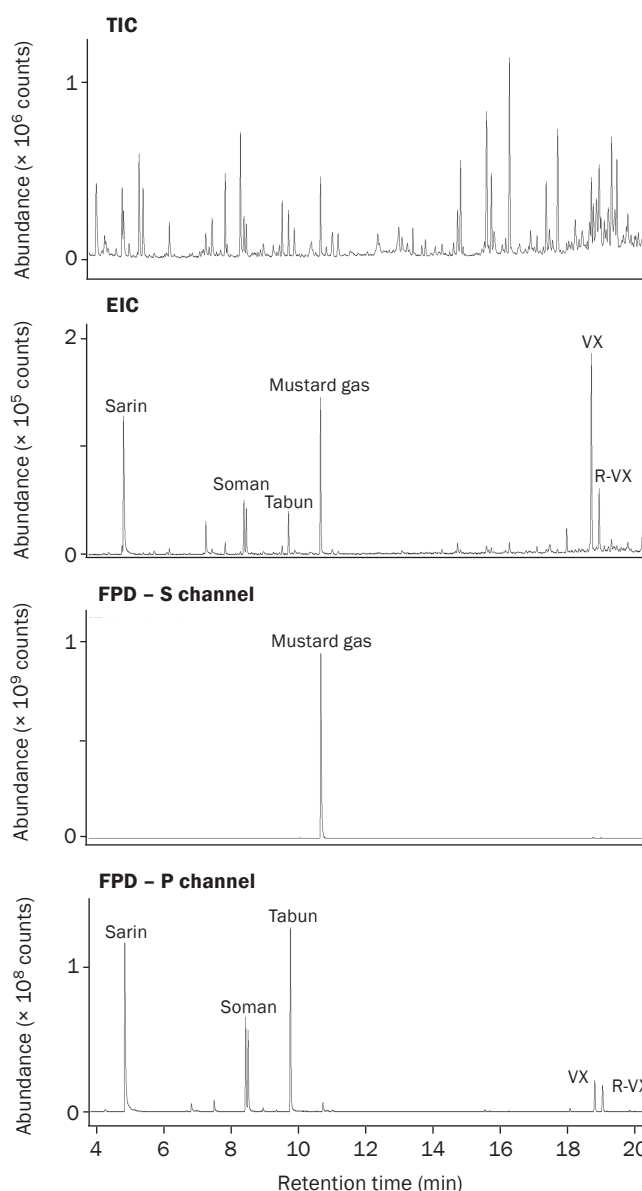 TIC
Abundance (× 10⁶ counts)
1
0
EIC
Abundance (× 10⁵ counts)
2
0
Sarin
Soman
Tabun
Mustard gas
VX
R-VX
FPD – S channel
Abundance (× 10⁹ counts)
1
0
Mustard gas
FPD – P channel
Abundance (× 10⁸ counts)
1
0
Sarin
Soman
Tabun
VX
R-VX
4 6 8 10 12 14 16 18 20
Retention time (min)